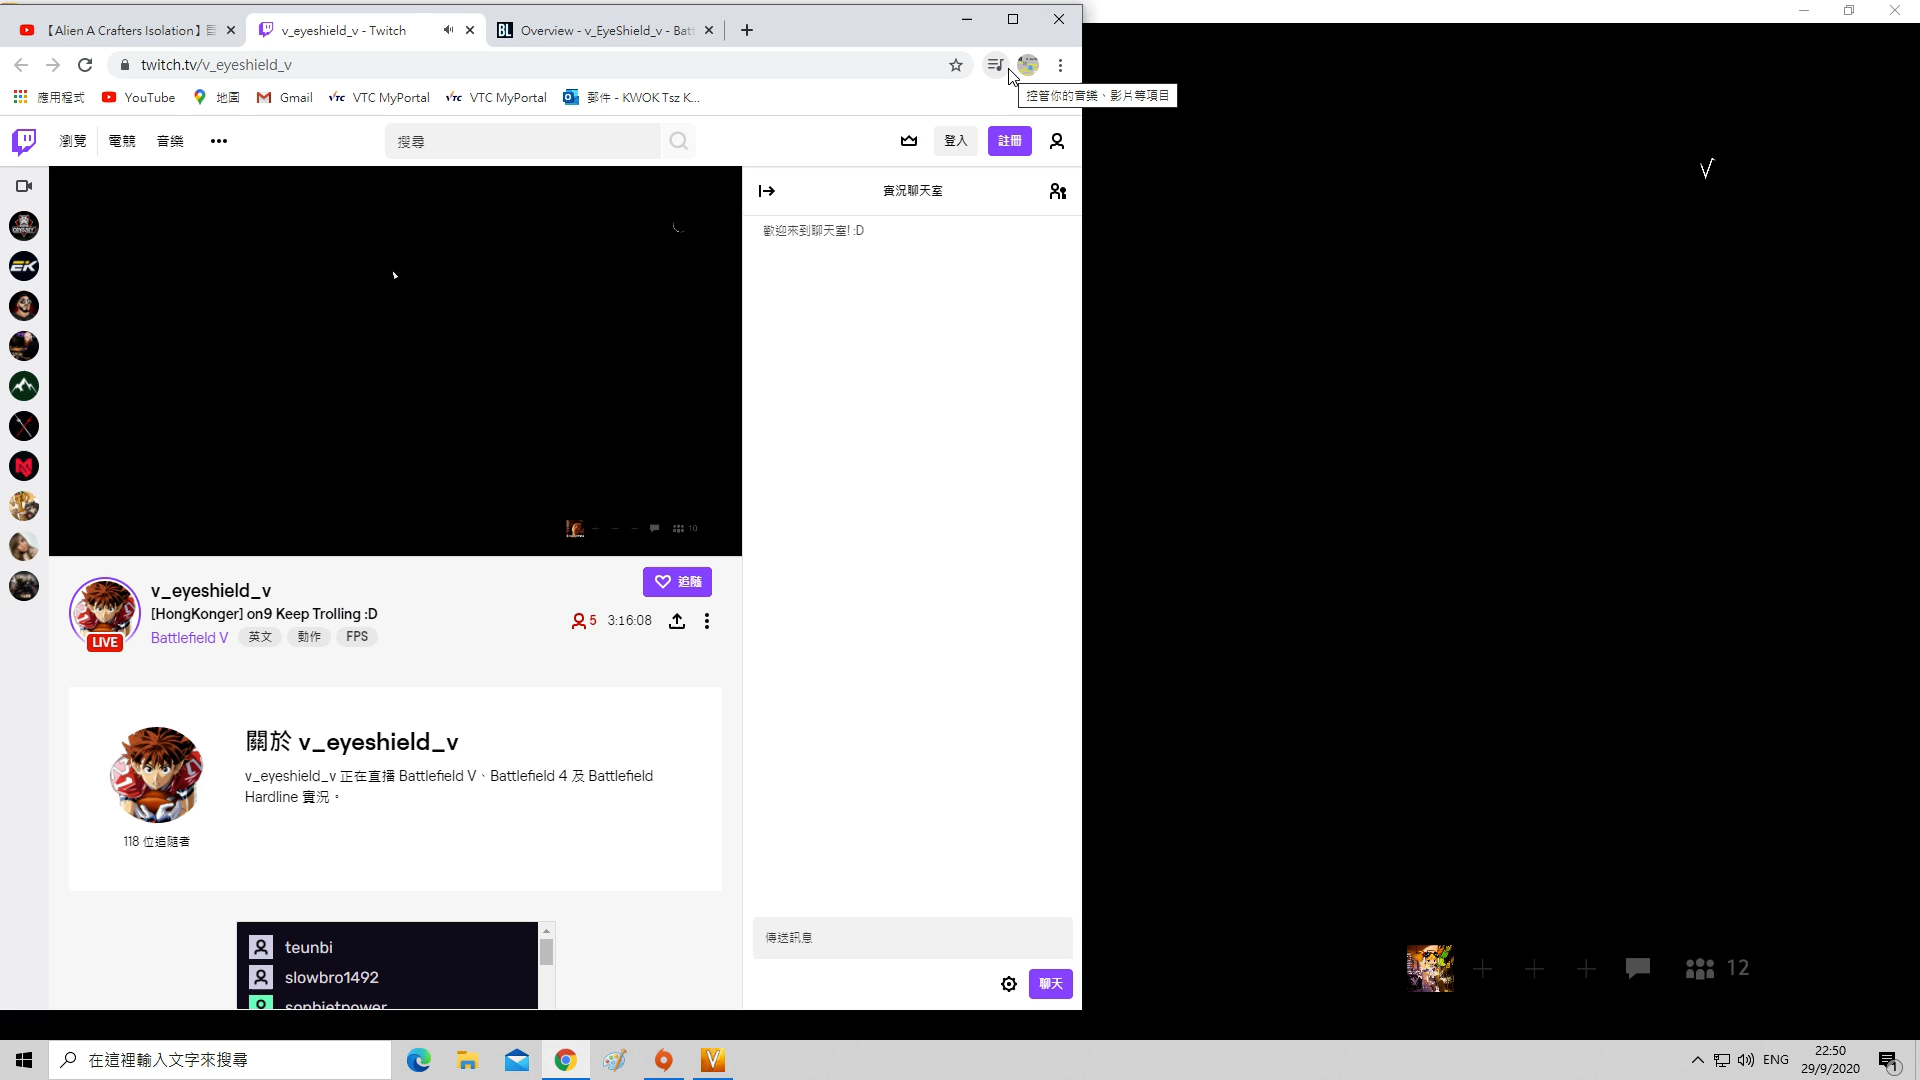 【Alien A Crafters Isolation】
v_eyeshield_v - Twitch
Overview - v_EyeShield_v - Batt
twitch.tv/v_eyeshield_v
應用程式
YouTube
地圖
Gmail
VTC MyPortal
VTC MyPortal
郵件 - KWOK Tsz K...
控管你的音樂、影片等項目
瀏覽
電競
音樂
搜尋
登入
註冊
實況聊天室
歡迎來到聊天室! :D
10
v_eyeshield_v
追隨
[HongKonger] on9 Keep Trolling :D
5
3:16:08
LIVE
Battlefield V
英文
動作
FPS
關於 v_eyeshield_v
v_eyeshield_v 正在直播 Battlefield V、Battlefield 4 及 Battlefield
Hardline 實況。
118 位追隨者
teunbi
slowbro1492
sophietpower
傳送訊息
聊天
12
在這裡輸入文字來搜尋
ENG
22:50
29/9/2020
1